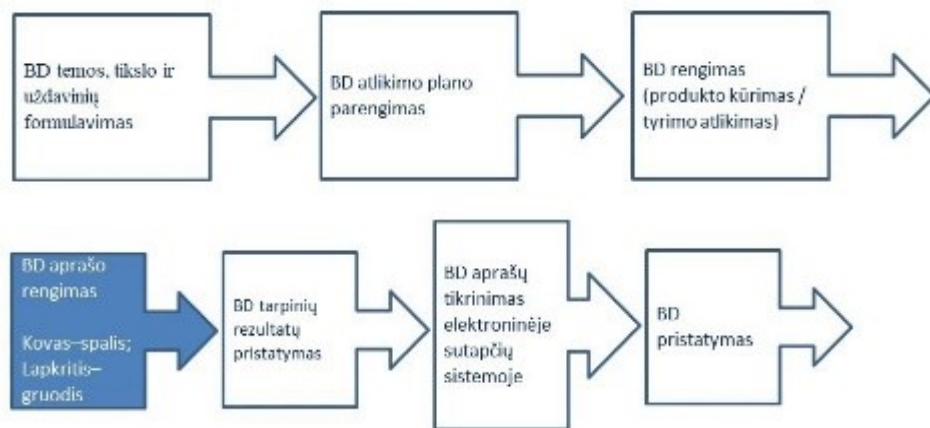 BD temos, tikslo ir
uždavinių
formulavimas
BD atlikimo plano
parengimas
BD rengimas
(produkto kūrimas /
tyrimo atlikimas)
BD aprašo
rengimas
Kovas–spalis;
Lapkritis–
gruodis
BD tarpinių
rezultatų
pristatymas
BD aprašų
tikrinimas
elektroninėje
sutapčių
sistemoje
BD
pristatymas